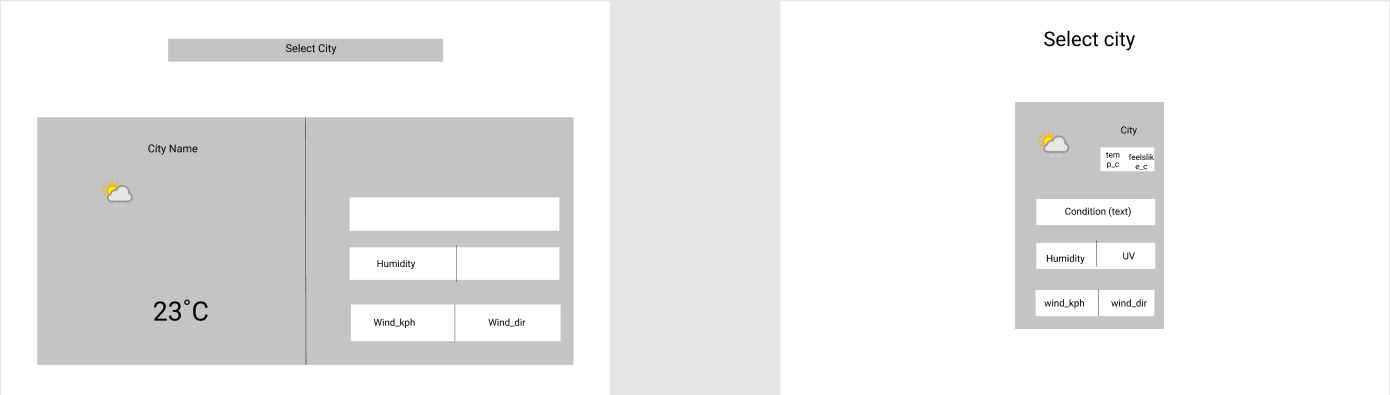 Select City
City Name
23°C
Humidity
Wind_kph Wind_dir
Select city
City
tem
p_c
feelslik
e_c
Condition (text)
Humidity UV
wind_kph wind_dir